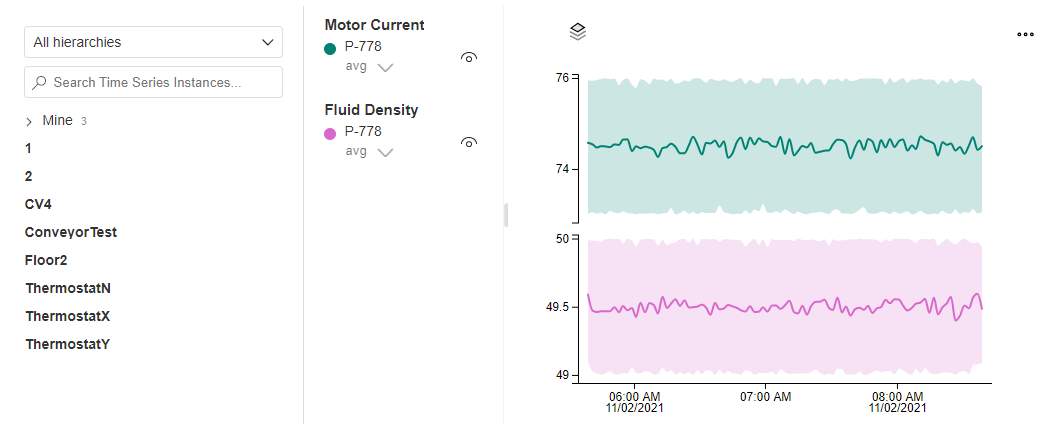 All hierarchies
Search Time Series Instances...
Mine 3
1
2
CV4
ConveyorTest
Floor2
ThermostatN
ThermostatX
ThermostatY
Motor Current
P-778
avg
Fluid Density
P-778
avg
76
74
50
49.5
49
06:00 AM 07:00 AM 08:00 AM
11/02/2021 11/02/2021